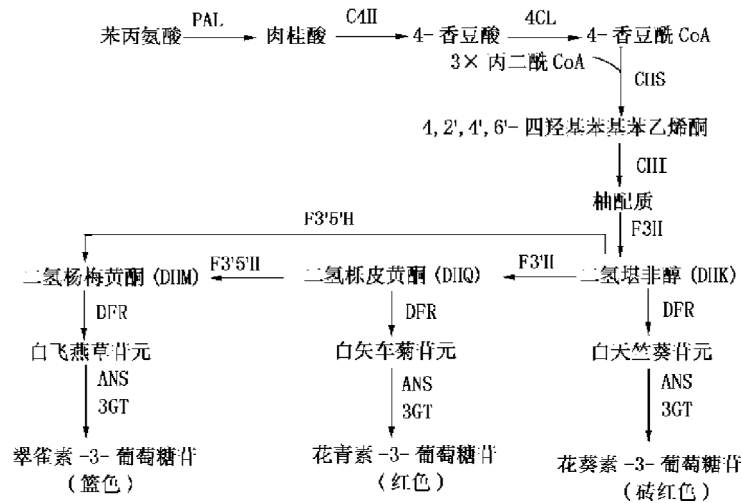 苯丙氨酸 PAL 肉桂酸 C4H 4-香豆酸 4CL 4-香豆酰CoA
3× 丙二酰CoA CHS
4,2',4',6'-四羟基苯基苯乙烯酮
CHI
柚配质
F3'5'H F3H
二氢杨梅黄酮(DHM) F3'5'H 二氢栎皮黄酮(DHQ) F3'H 二氢堪非醇(DHK)
DFR DFR DFR
白飞燕草苷元 白矢车菊苷元 白天竺葵苷元
ANS ANS ANS
3GT 3GT 3GT
翠雀素-3-葡萄糖苷 花青素-3-葡萄糖苷 花葵素-3-葡萄糖苷
(篮色) (红色) (砖红色)